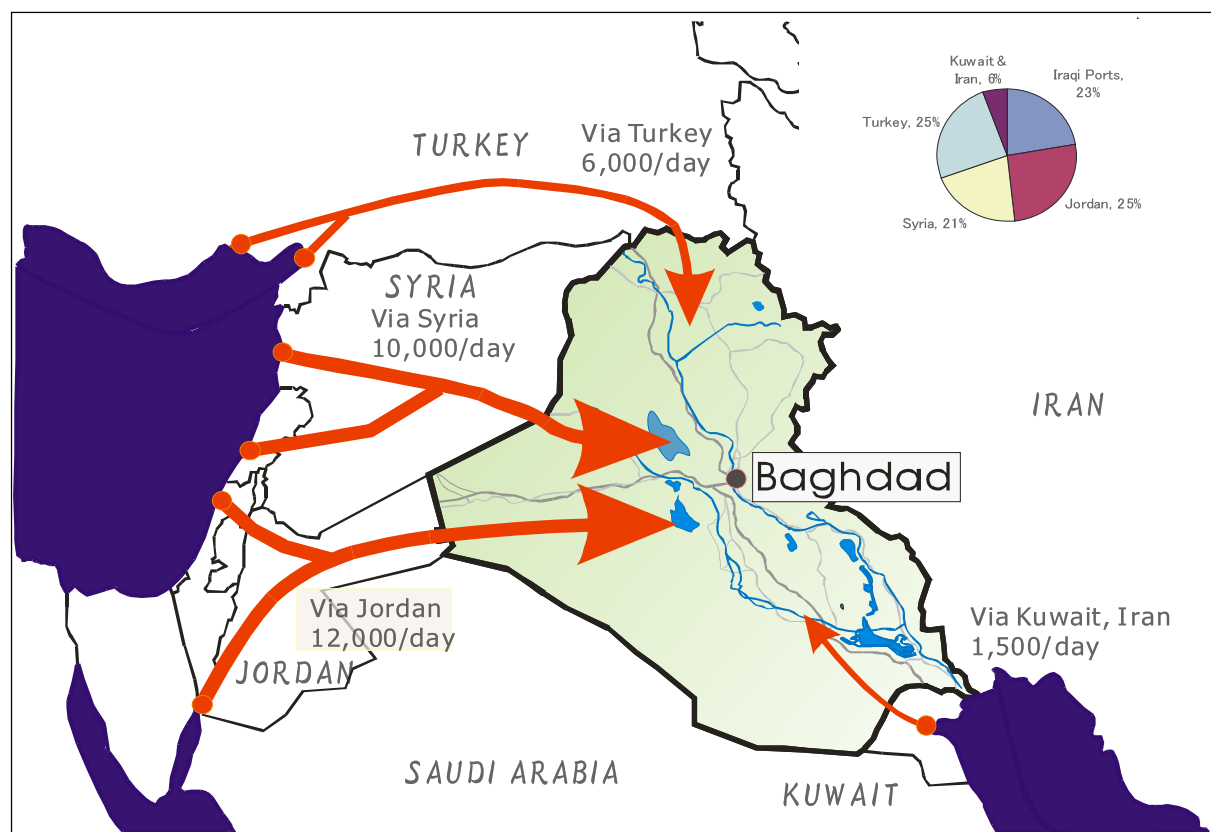 Kuwait &
Iran, 6%
Iraqi Ports,
23%
Turkey, 25%
Syria, 21%
Jordan, 25%
TURKEY
Via Turkey
6,000/day
SYRIA
Via Syria
10,000/day
IRAN
Baghdad
Via Jordan
12,000/day
JORDAN
Via Kuwait, Iran
1,500/day
SAUDI ARABIA
KUWAIT